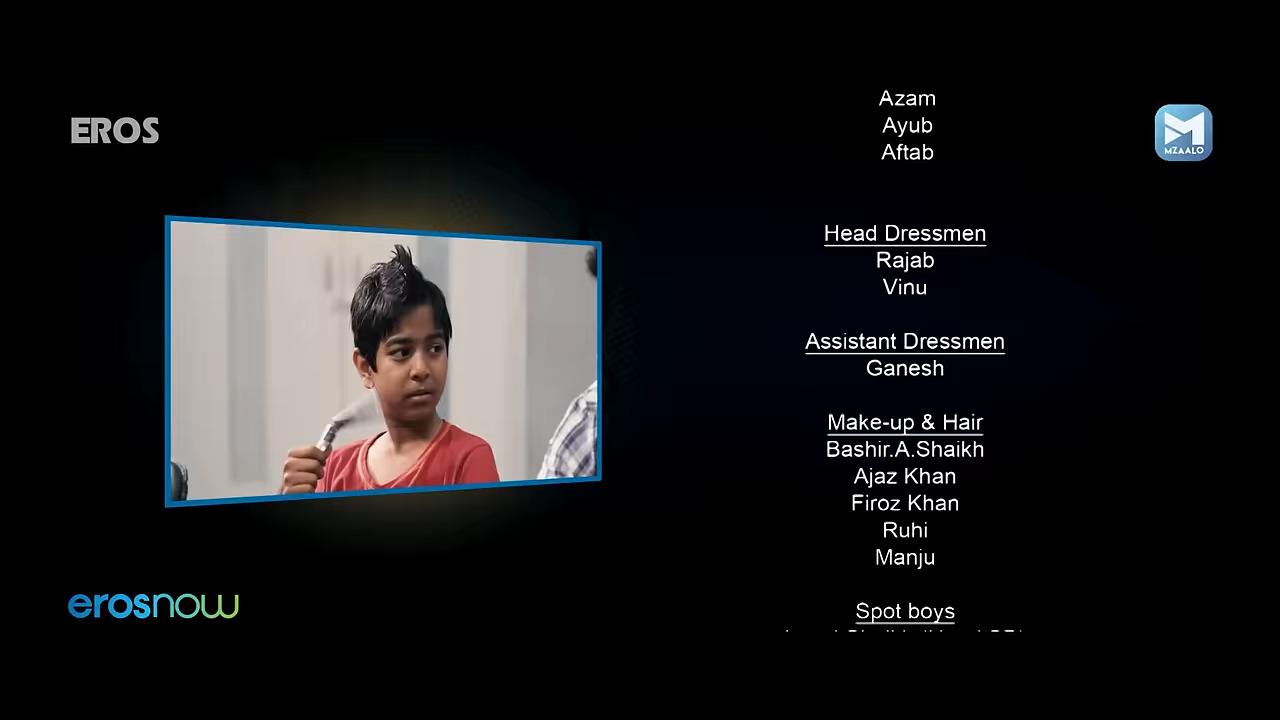 EROS
Azam
Ayub
Aftab
MZAALO
Head Dressmen
Rajab
Vinu
Assistant Dressmen
Ganesh
Make-up & Hair
Bashir.A.Shaikh
Ajaz Khan
Firoz Khan
Ruhi
Manju
Spot boys
erosnow